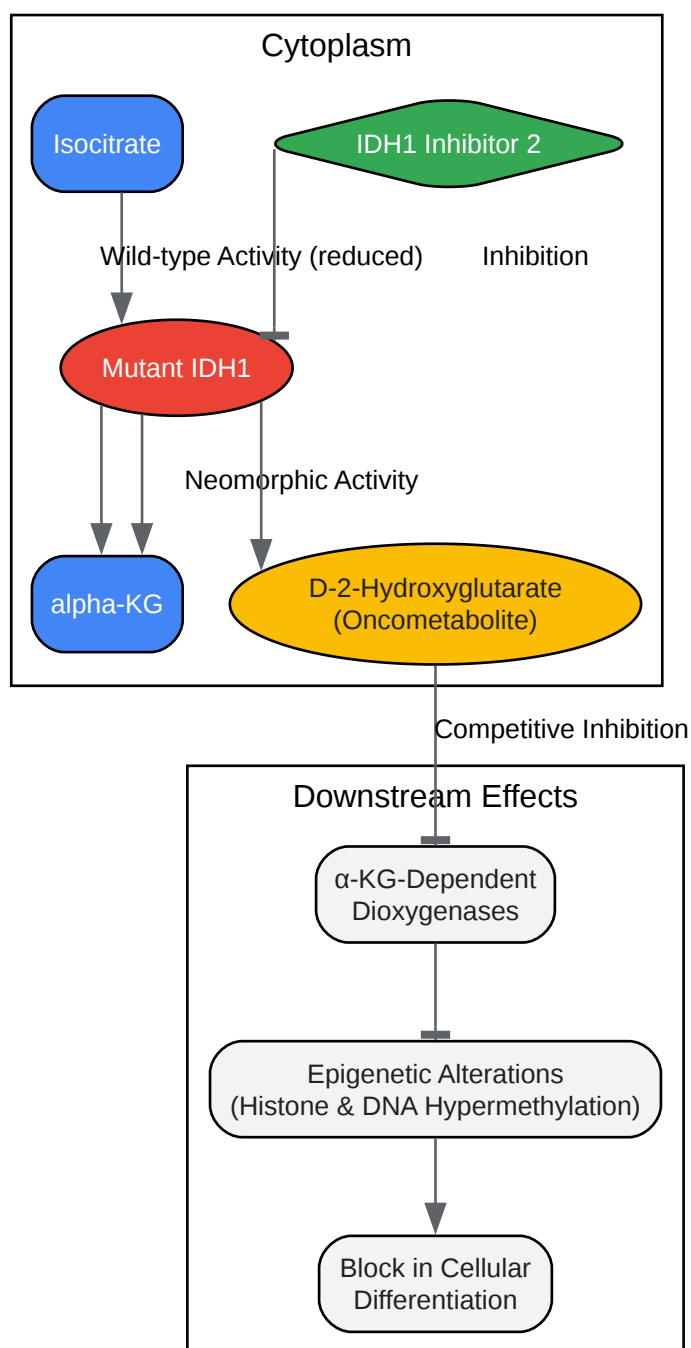 Cytoplasm
Isocitrate
IDH1 Inhibitor 2
Wild-type Activity (reduced)
Inhibition
Mutant IDH1
Neomorphic Activity
alpha-KG
D-2-Hydroxyglutarate
(Oncometabolite)
Competitive Inhibition
Downstream Effects
α-KG-Dependent
Dioxygenases
Epigenetic Alterations
(Histone & DNA Hypermethylation)
Block in Cellular
Differentiation